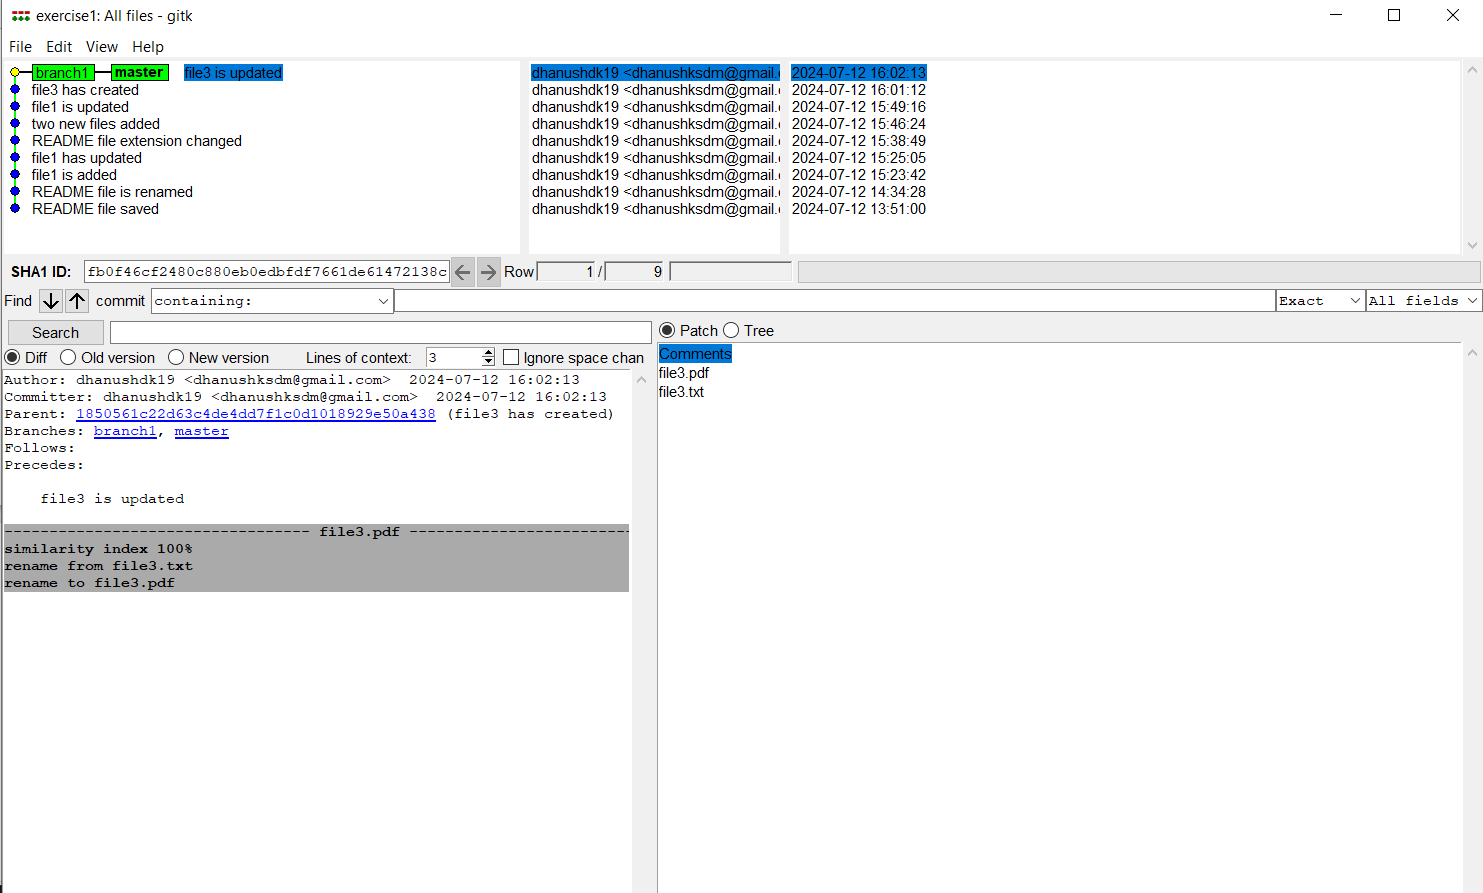 exercise1: All files - gitk
File Edit View Help
branch1 master file3 is updated dhanushdk19 <dhanushksdm@gmail. 2024-07-12 16:02:13
file3 has created dhanushdk19 <dhanushksdm@gmail. 2024-07-12 16:01:12
file1 is updated dhanushdk19 <dhanushksdm@gmail. 2024-07-12 15:49:16
two new files added dhanushdk19 <dhanushksdm@gmail. 2024-07-12 15:46:24
README file extension changed dhanushdk19 <dhanushksdm@gmail. 2024-07-12 15:38:49
file1 has updated dhanushdk19 <dhanushksdm@gmail. 2024-07-12 15:25:05
file1 is added dhanushdk19 <dhanushksdm@gmail. 2024-07-12 15:23:42
README file is renamed dhanushdk19 <dhanushksdm@gmail. 2024-07-12 14:34:28
README file saved dhanushdk19 <dhanushksdm@gmail. 2024-07-12 13:51:00
SHA1 ID: fb0f46cf2480c880eb0edbfdf7661de61472138c Row 1 / 9
Find commit containing: Exact All fields
Search
Patch Tree
Diff Old version New version Lines of context: 3 Ignore space chan
Author: dhanushdk19 <dhanushksdm@gmail.com> 2024-07-12 16:02:13
Committer: dhanushdk19 <dhanushksdm@gmail.com> 2024-07-12 16:02:13
Parent: 1850561c22d63c4de4dd7f1c0d1018929e50a438 (file3 has created)
Branches: branch1, master
Follows:
Precedes:
file3 is updated
---------------------------------- file3.pdf ------------------------
similarity index 100%
rename from file3.txt
rename to file3.pdf
Comments
file3.pdf
file3.txt